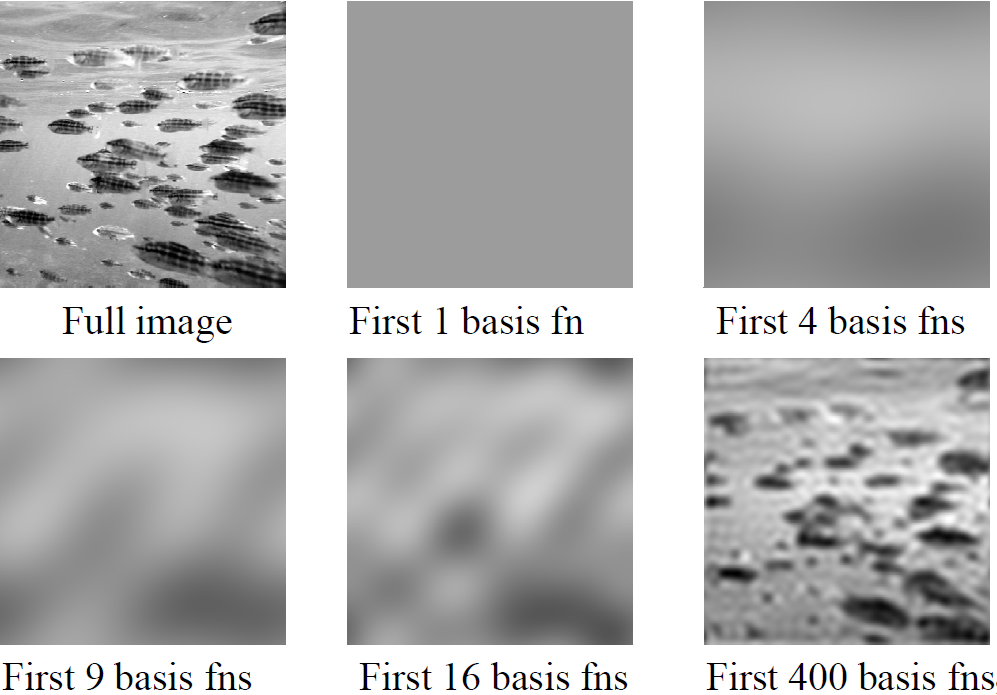 Full image
First 1 basis fn
First 4 basis fns
First 9 basis fns
First 16 basis fns
First 400 basis fns